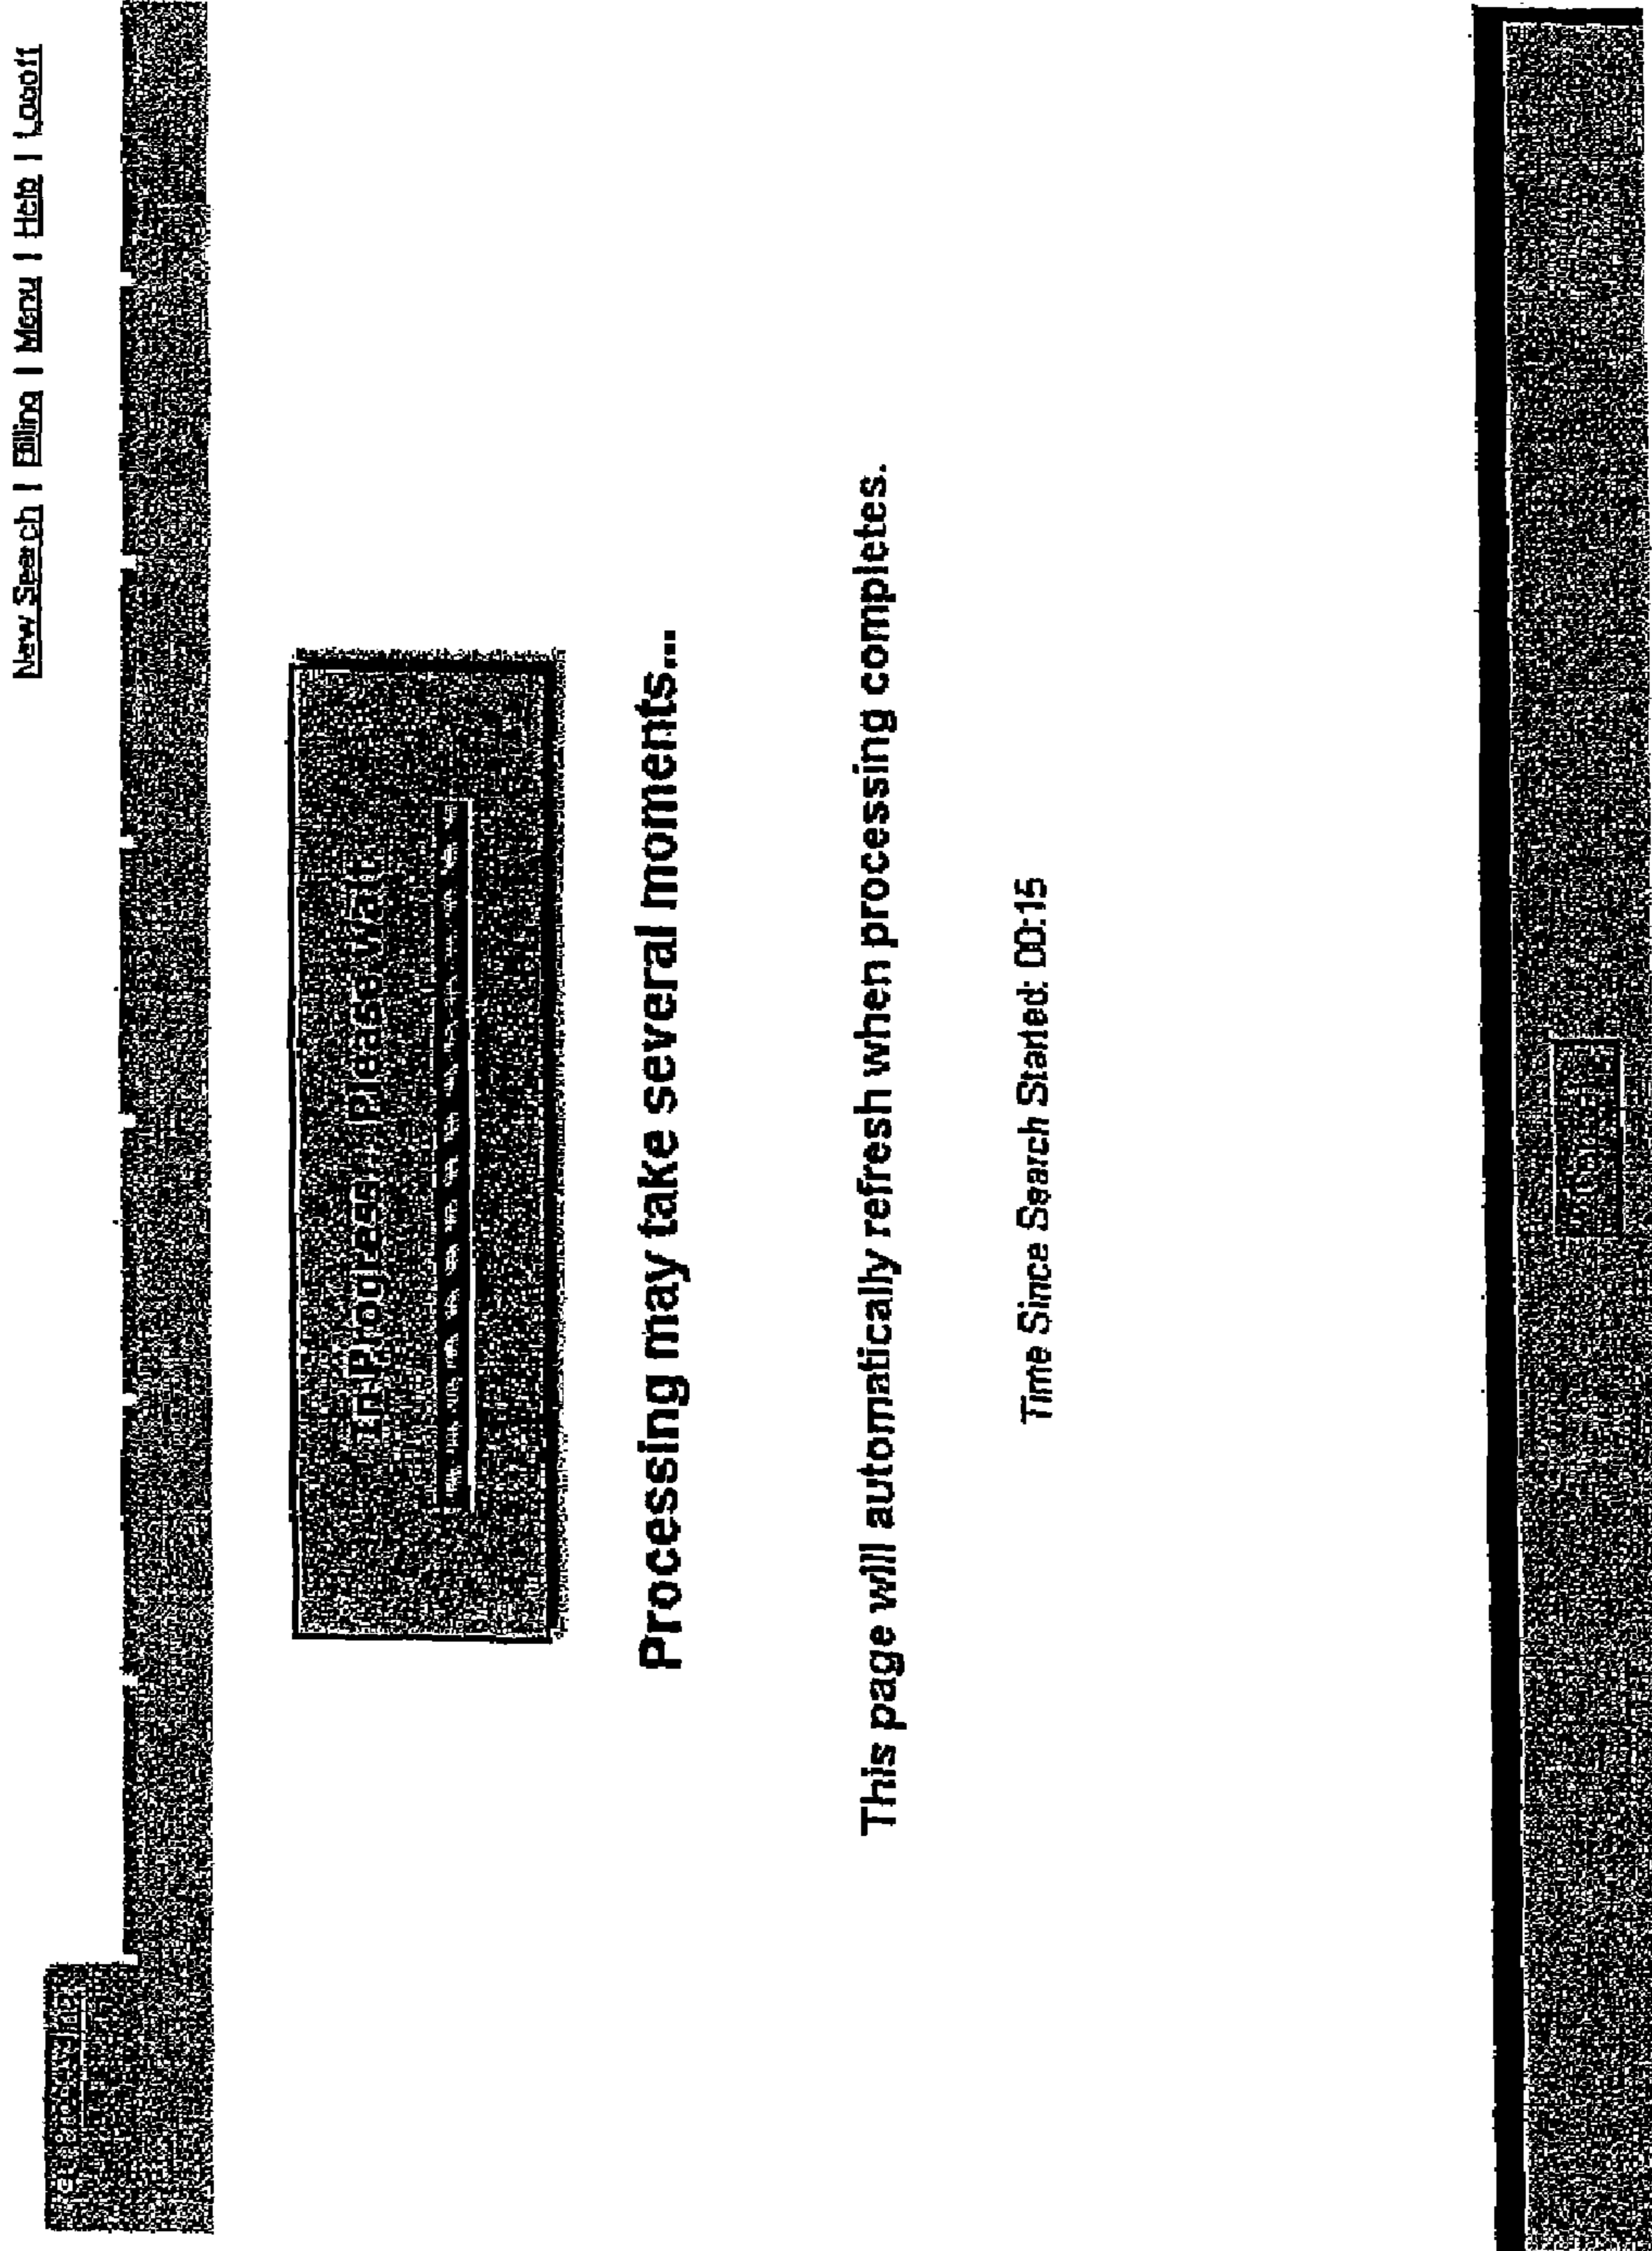 New Search | Billing | Menu | Help | Logoff
In Progress...Please wait
Processing may take several moments...
This page will automatically refresh when processing completes.
Time Since Search Started: 00:15